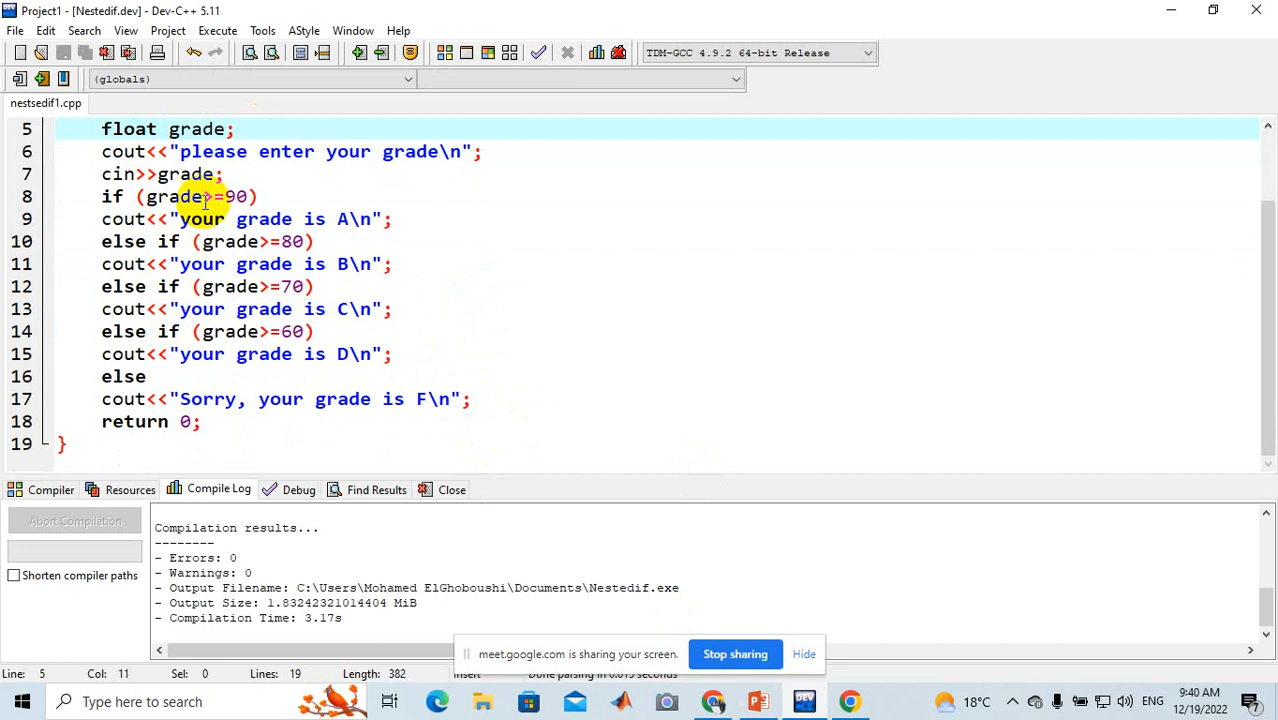 Project1 - [Nestedif.dev] - Dev-C++ 5.11
File Edit Search View Project Execute Tools AStyle Window Help
TDM-GCC 4.9.2 64-bit Release
(globals)
nestsedif1.cpp
5 float grade;
6 cout<<"please enter your grade\n";
7 cin>>grade;
8 if (grade>=90)
9 cout<<"your grade is A\n";
10 else if (grade>=80)
11 cout<<"your grade is B\n";
12 else if (grade>=70)
13 cout<<"your grade is C\n";
14 else if (grade>=60)
15 cout<<"your grade is D\n";
16 else
17 cout<<"Sorry, your grade is F\n";
18 return 0;
19 }
Compiler Resources Compile Log Debug Find Results Close
Abort Compilation
Shorten compiler paths
Compilation results...
--------
- Errors: 0
- Warnings: 0
- Output Filename: C:\Users\Mohamed ElGhoboushi\Documents\Nestedif.exe
- Output Size: 1.83242321014404 MiB
- Compilation Time: 3.17s
meet.google.com is sharing your screen. Stop sharing Hide
Line: 5 Col: 11 Sel: 0 Lines: 19 Length: 382 Insert Done parsing in 0.015 seconds
Type here to search
DEV
18°C
ENG
9:40 AM
12/19/2022
7